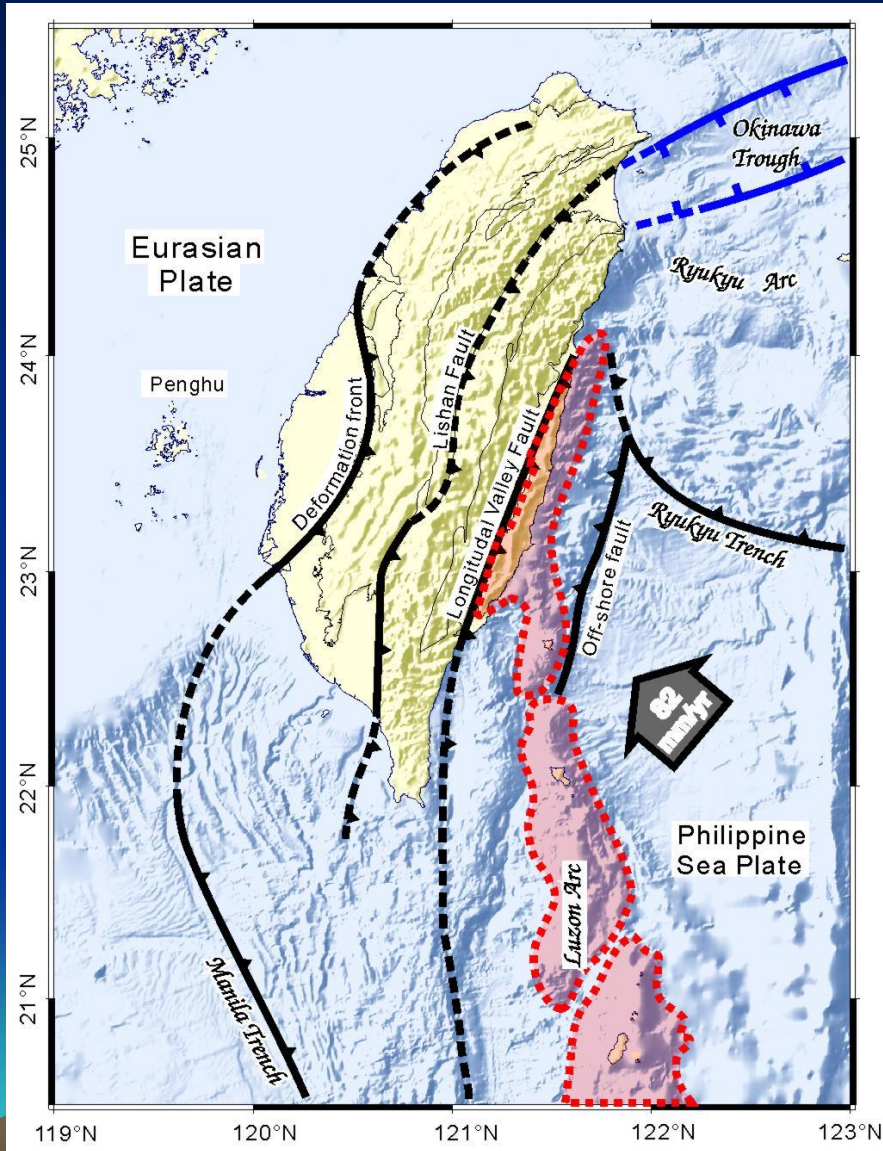 25°N
24°N
23°N
22°N
21°N
Okinawa
Trough
Eurasian
Plate
Ryukyu Arc
Penghu
Lishan Fault
Deformation front
Longitudal Valley Fault
Ryukyu Trench
Off-shore fault
82
mm/yr
Philippine
Sea Plate
Luzon Arc
Manila Trench
119°N
120°N
121°N
122°N
123°N